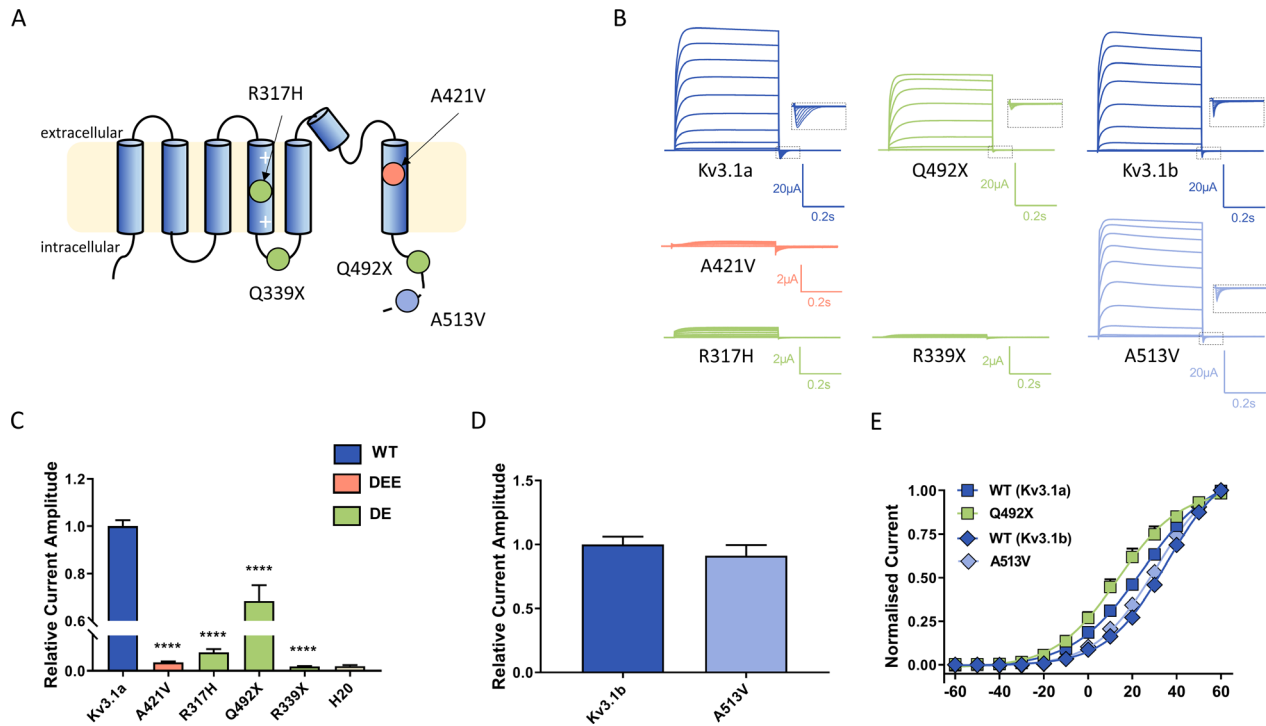 A
R317H
A421V
extracellular
+
+
intracellular
Q339X
Q492X
A513V
B
Kv3.1a
20µA
0.2s
Q492X
20µA
0.2s
Kv3.1b
20µA
0.2s
A421V
2µA
0.2s
R317H
2µA
0.2s
R339X
2µA
0.2s
A513V
20µA
0.2s
C
Relative Current Amplitude
1.2
1.0
0.8
0.6
0.0
****
****
****
****
Kv3.1a
A421V
R317H
Q492X
R339X
H20
WT
DEE
DE
D
Relative Current Amplitude
1.5
1.0
0.5
0.0
Kv3.1b
A513V
E
Normalised Current
1.00
0.75
0.50
0.25
0.00
-60
-40
-20
0
20
40
60
WT (Kv3.1a)
Q492X
WT (Kv3.1b)
A513V